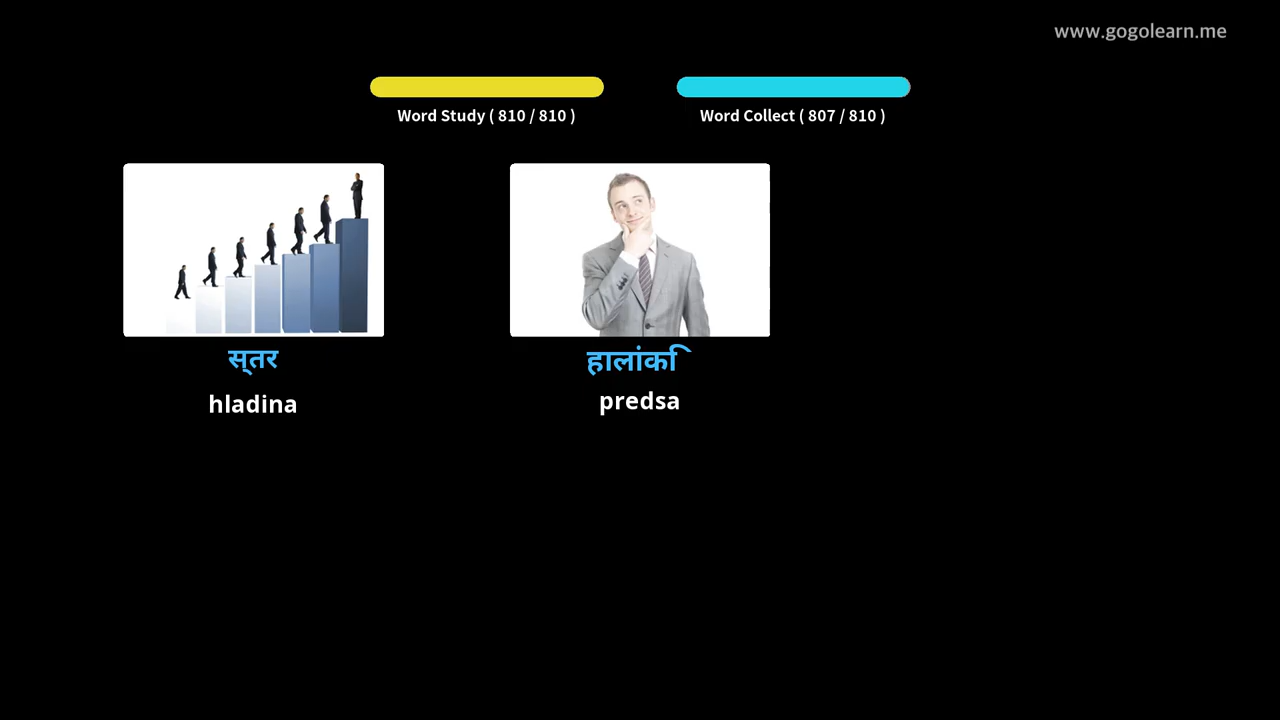 www.gogolearn.me
Word Study ( 810 / 810 )
Word Collect ( 807 / 810 )
स्तर
हालांकि
hladina
predsa